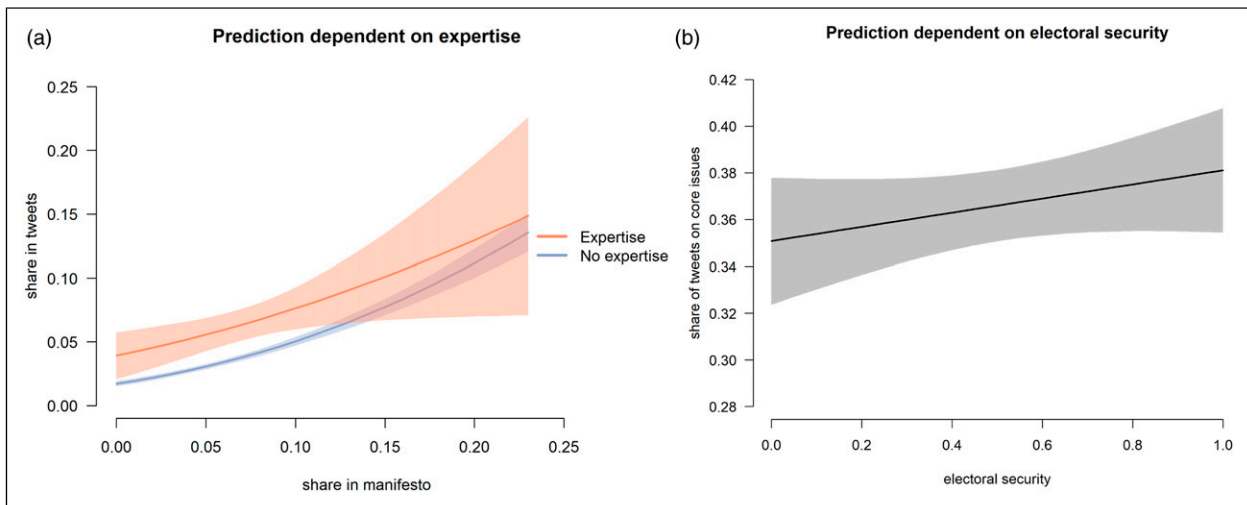 (a)
Prediction dependent on expertise
share in tweets
0.25
0.20
0.15
0.10
0.05
0.00
0.00 0.05 0.10 0.15 0.20 0.25
share in manifesto
Expertise
No expertise
(b)
Prediction dependent on electoral security
share of tweets on core issues
0.42
0.40
0.38
0.36
0.34
0.32
0.30
0.28
0.0 0.2 0.4 0.6 0.8 1.0
electoral security